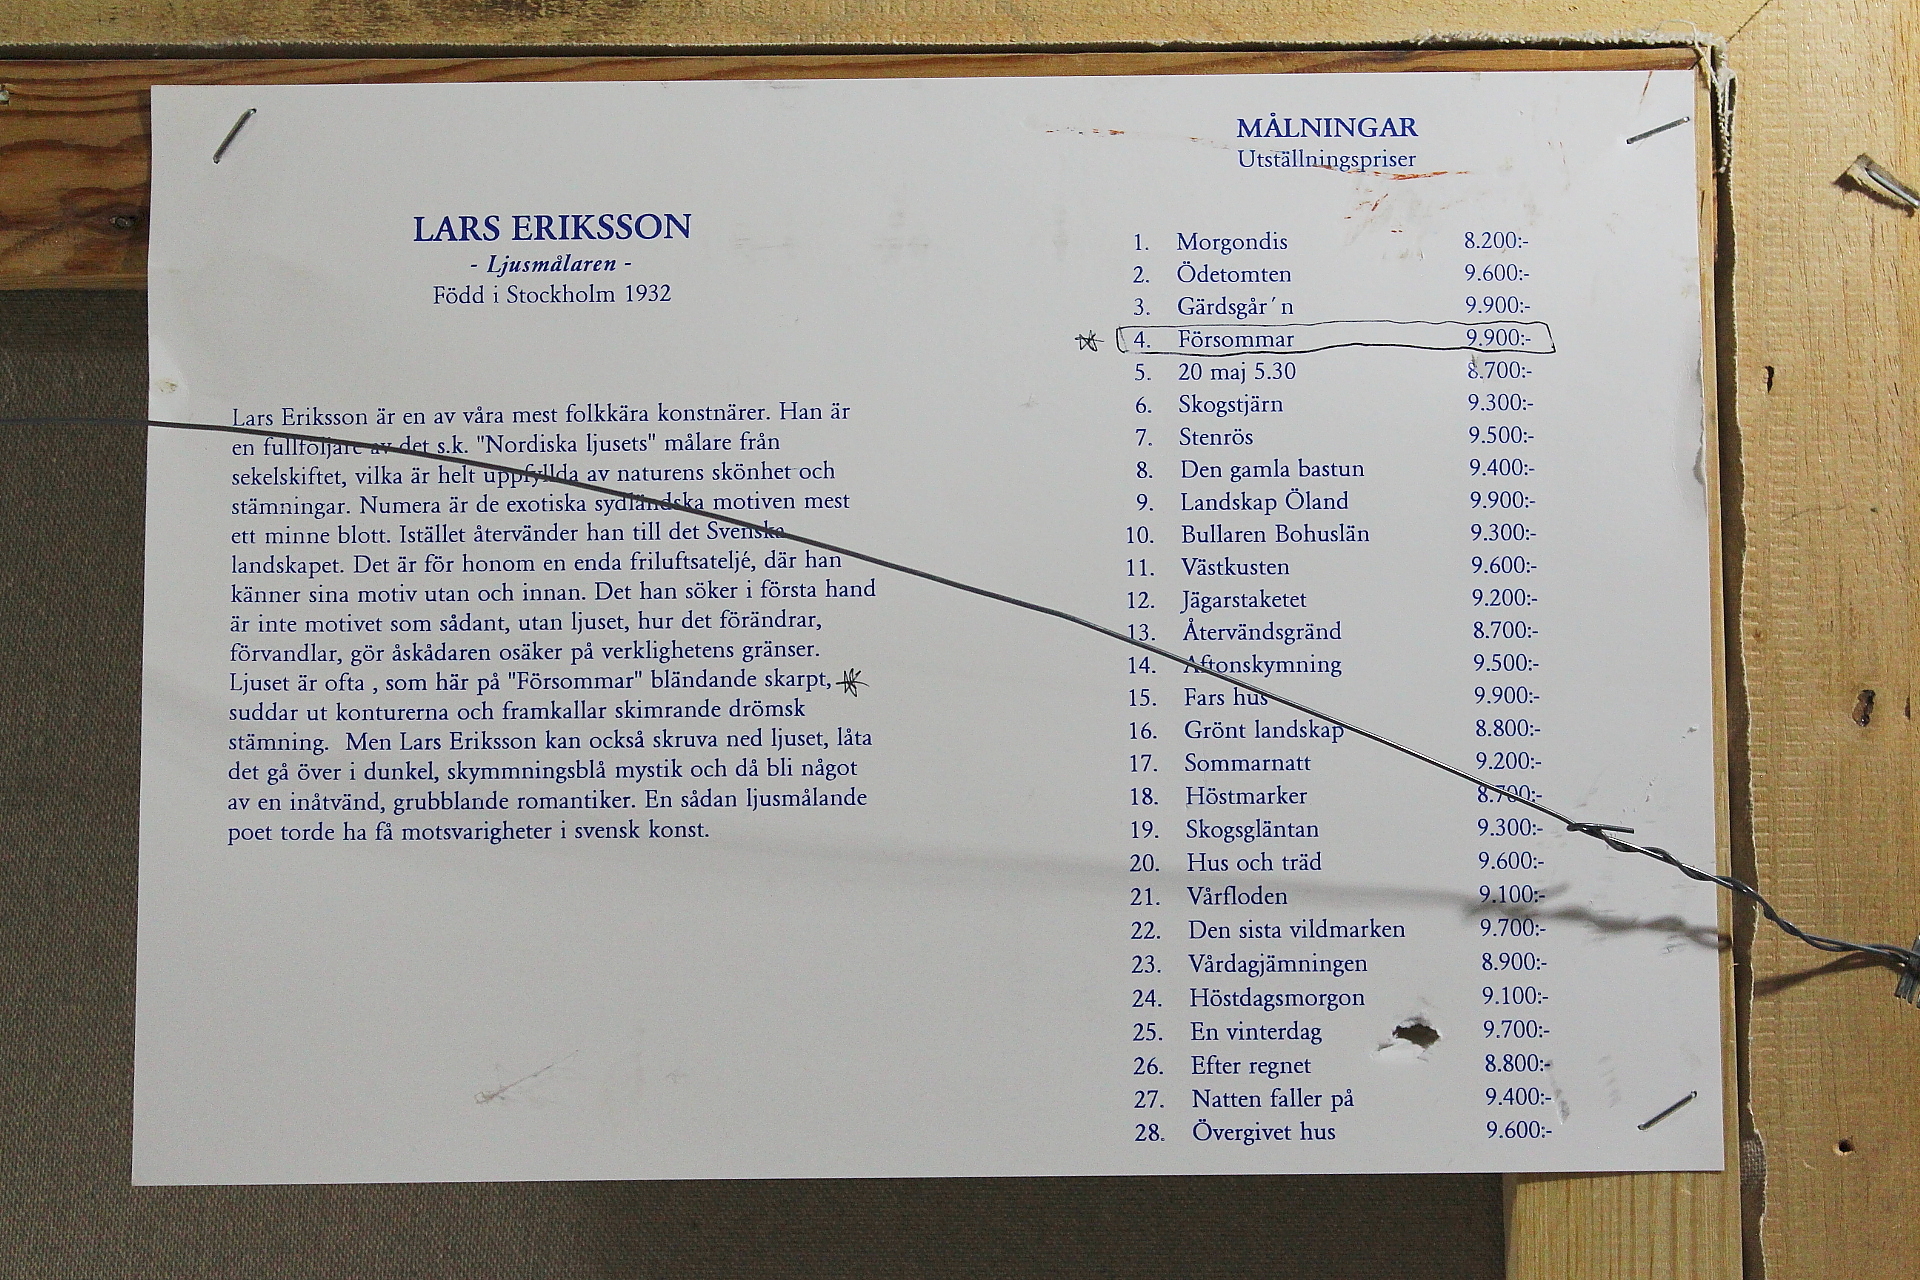 LARS ERIKSSON
- Ljusmålaren -
Född i Stockholm 1932
Lars Eriksson är en av våra mest folkkära konstnärer. Han är
en fullföljare av det s.k. "Nordiska ljusets" målare från
sekelskiftet, vilka är helt uppfyllda av naturens skönhet och
stämningar. Numera är de exotiska sydländska motiven mest
ett minne blott. Istället återvänder han till det Svenska
landskapet. Det är för honom en enda friluftsateljé, där han
känner sina motiv utan och innan. Det han söker i första hand
är inte motivet som sådant, utan ljuset, hur det förändrar,
förvandlar, gör åskådaren osäker på verklighetens gränser.
Ljuset är ofta , som här på "Försommar" bländande skarpt,
suddar ut konturerna och framkallar skimrande drömsk
stämning. Men Lars Eriksson kan också skruva ned ljuset, låta
det gå över i dunkel, skymmningsblå mystik och då bli något
av en inåtvänd, grubblande romantiker. En sådan ljusmålande
poet torde ha få motsvarigheter i svensk konst.
MÅLNINGAR
Utställningspriser
1. Morgondis 8.200:-
2. Ödetomten 9.600:-
3. Gärdsgår´n 9.900:-
4. Försommar 9.900:-
5. 20 maj 5.30 8.700:-
6. Skogstjärn 9.300:-
7. Stenrös 9.500:-
8. Den gamla bastun 9.400:-
9. Landskap Öland 9.900:-
10. Bullaren Bohuslän 9.300:-
11. Västkusten 9.600:-
12. Jägarstaketet 9.200:-
13. Återvändsgränd 8.700:-
14. Aftonskymning 9.500:-
15. Fars hus 9.900:-
16. Grönt landskap 8.800:-
17. Sommarnatt 9.200:-
18. Höstmarker 8.700:-
19. Skogsgläntan 9.300:-
20. Hus och träd 9.600:-
21. Vårfloden 9.100:-
22. Den sista vildmarken 9.700:-
23. Vårdagjämningen 8.900:-
24. Höstdagsmorgon 9.100:-
25. En vinterdag 9.700:-
26. Efter regnet 8.800:-
27. Natten faller på 9.400:-
28. Övergivet hus 9.600:-